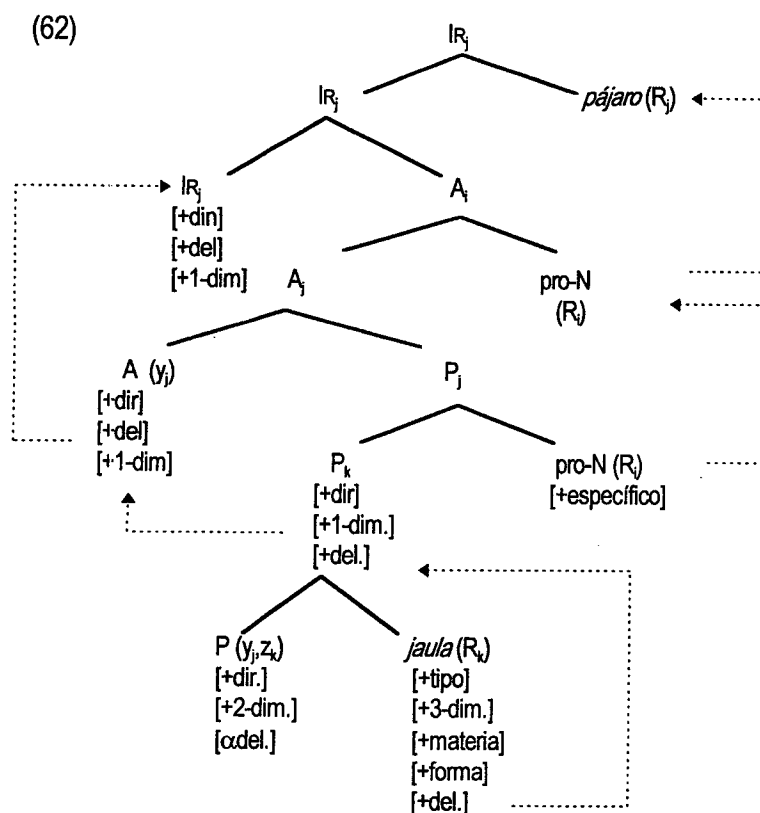 (62)
IRj
IRj pájaro (Rj)
IRj Ai
[+din]
[+del]
[+1-dim] Aj pro-N
(Ri)
A (yj) Pj
[+dir]
[+del]
[+1-dim] Pk pro-N (Ri)
[+dir] [+específico]
[+1-dim.]
[+del.]
P (yj,zk) jaula (Rk)
[+dir.] [+tipo]
[+2-dim.] [+3-dim.]
[αdel.] [+materia]
[+forma]
[+del.]